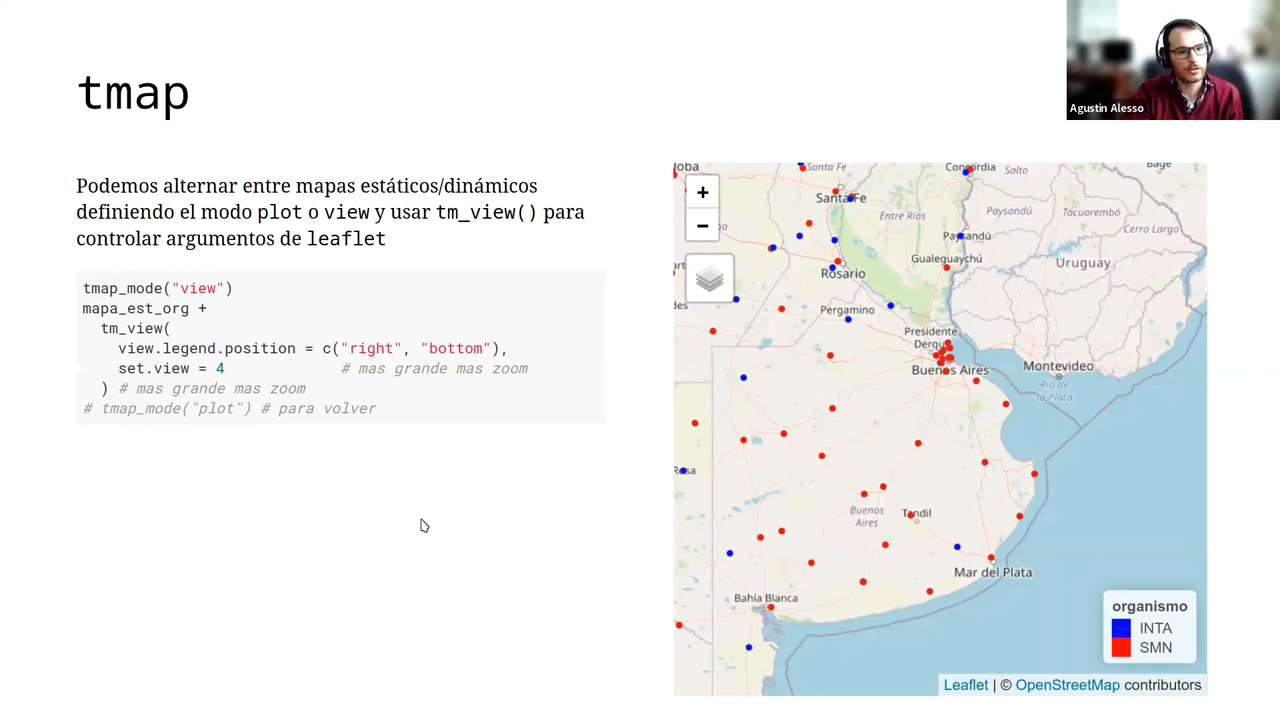 tmap
Agustin Alesso
Podemos alternar entre mapas estáticos/dinámicos
definiendo el modo plot o view y usar tm_view() para
controlar argumentos de leaflet
tmap_mode("view")
mapa_est_org +
  tm_view(
    view.legend.position = c("right", "bottom"),
    set.view = 4             # mas grande mas zoom
  ) # mas grande mas zoom
# tmap_mode("plot") # para volver
+
−
Santa Fe
Concordia
Salto
Santa Fe
Entre Ríos
Paysandú
Tacuarembó
Paysandú
Cerro Largo
Gualeguaychú
Uruguay
Rosario
Pergamino
Presidente
Buenos Aires
Montevideo
Río de
la Plata
Buenos
Aires
Tandil
Mar del Plata
Bahía Blanca
organismo
INTA
SMN
Leaflet | © OpenStreetMap contributors